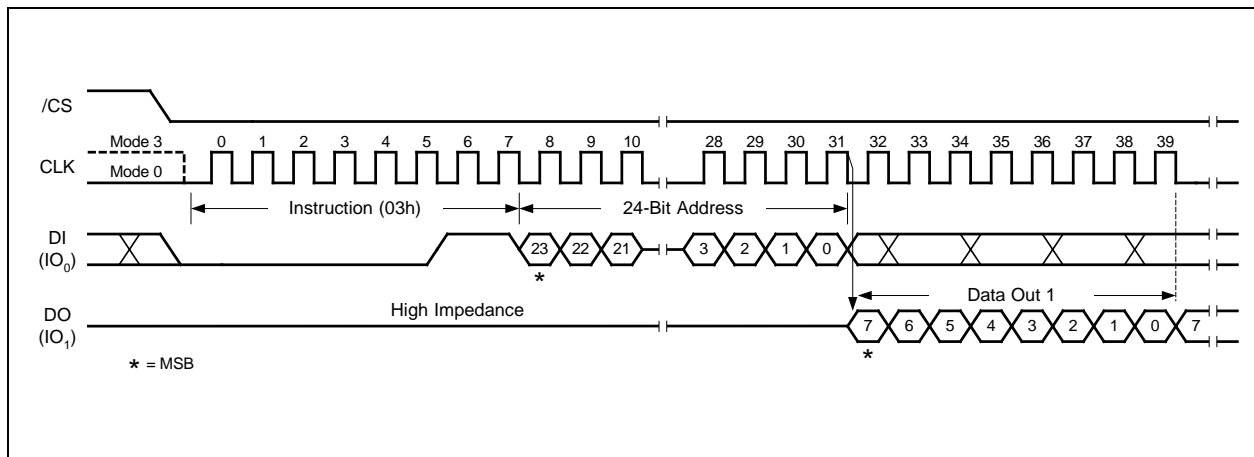 /CS
Mode 3 0 1 2 3 4 5 6 7 8 9 10 28 29 30 31 32 33 34 35 36 37 38 39
CLK Mode 0
Instruction (03h) 24-Bit Address
DI
(IO0)
23 22 21 3 2 1 0
*
Data Out 1
DO
(IO1)
High Impedance
7 6 5 4 3 2 1 0 7
*
* = MSB